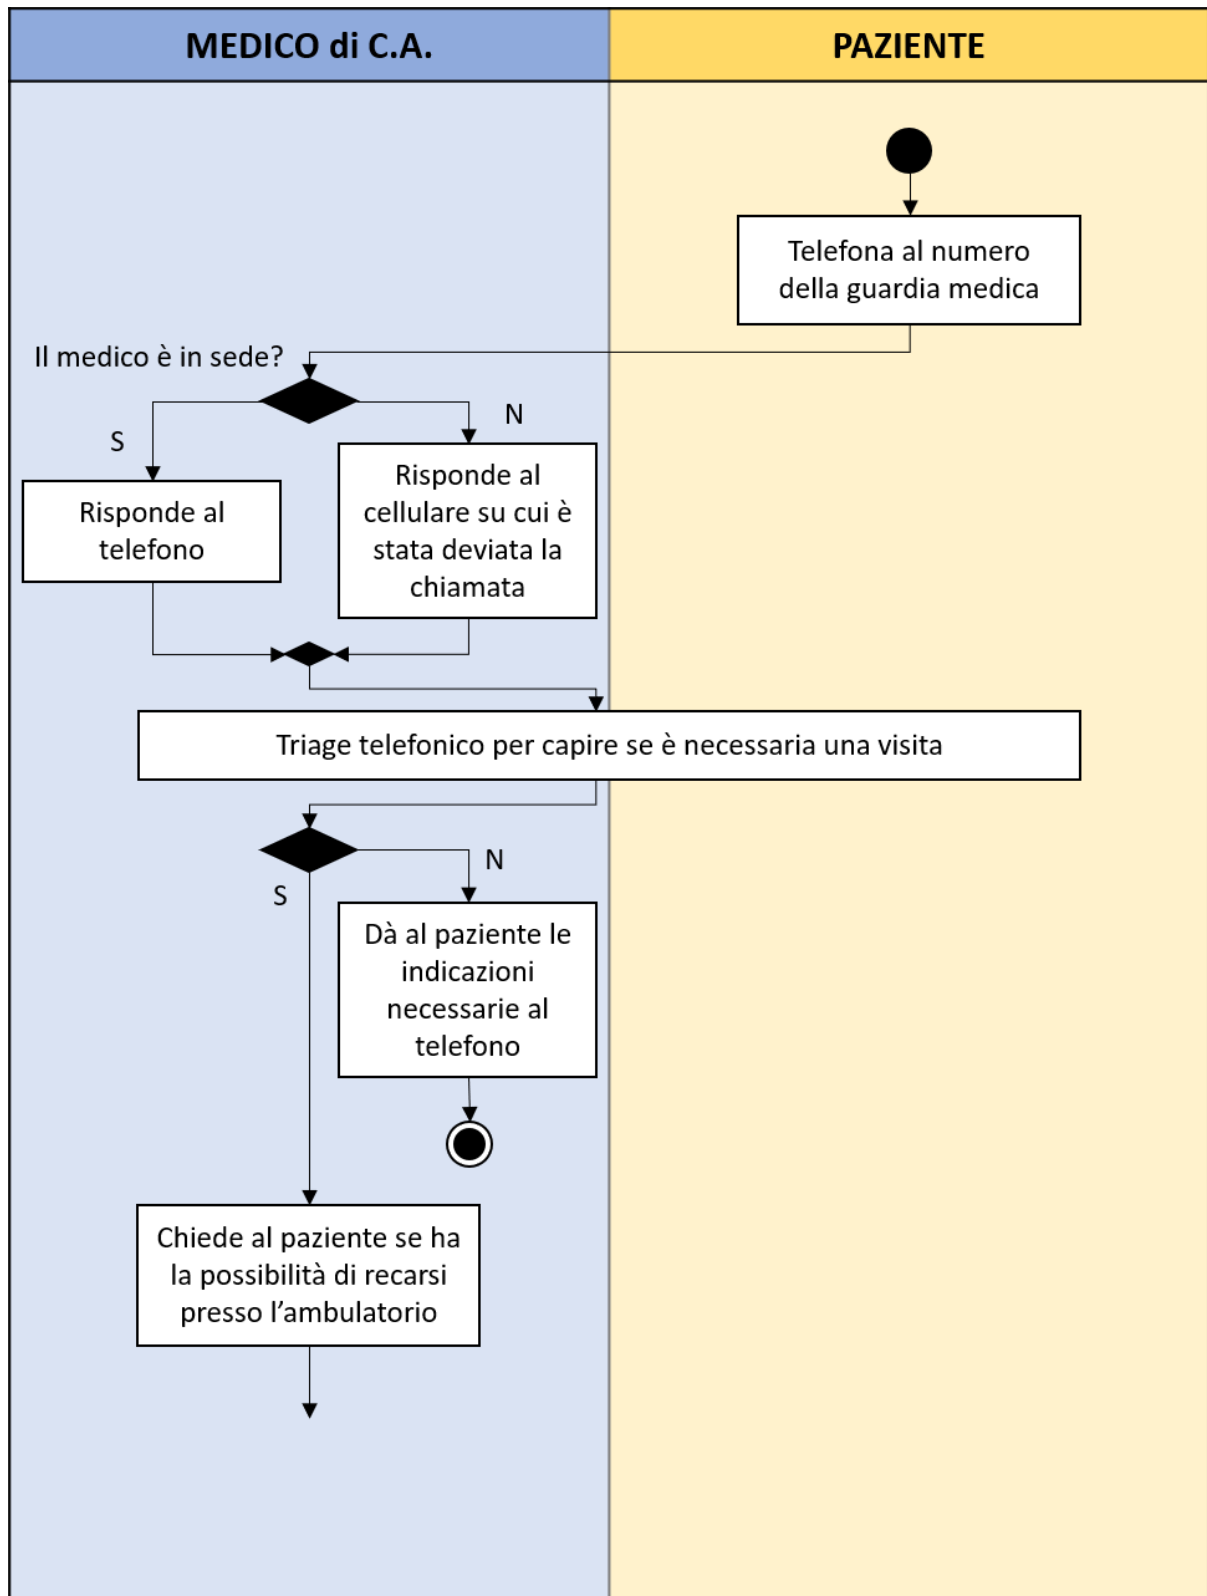 MEDICO di C.A.
PAZIENTE
Telefona al numero
della guardia medica
Il medico è in sede?
S
N
Risponde al
telefono
Risponde al
cellulare su cui è
stata deviata la
chiamata
Triage telefonico per capire se è necessaria una visita
S
N
Dà al paziente le
indicazioni
necessarie al
telefono
Chiede al paziente se ha
la possibilità di recarsi
presso l’ambulatorio